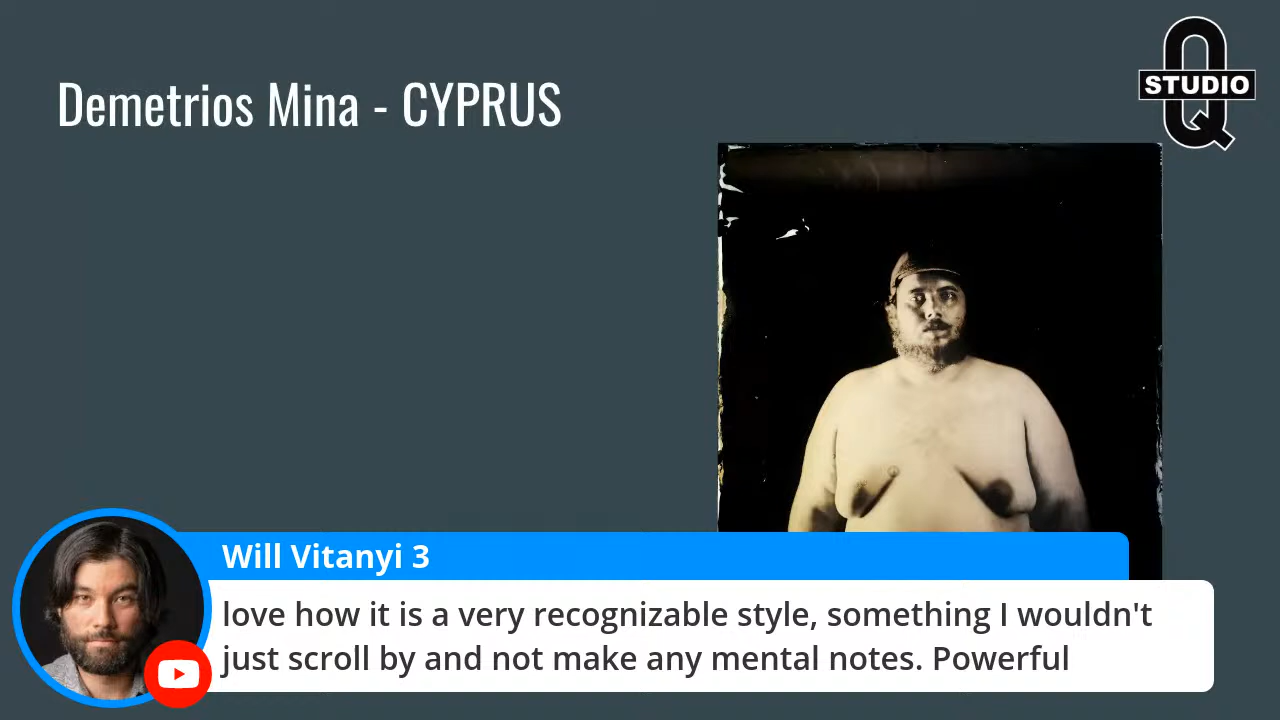 Demetrios Mina - CYPRUS
STUDIO
Q
Will Vitanyi 3
love how it is a very recognizable style, something I wouldn't
just scroll by and not make any mental notes. Powerful